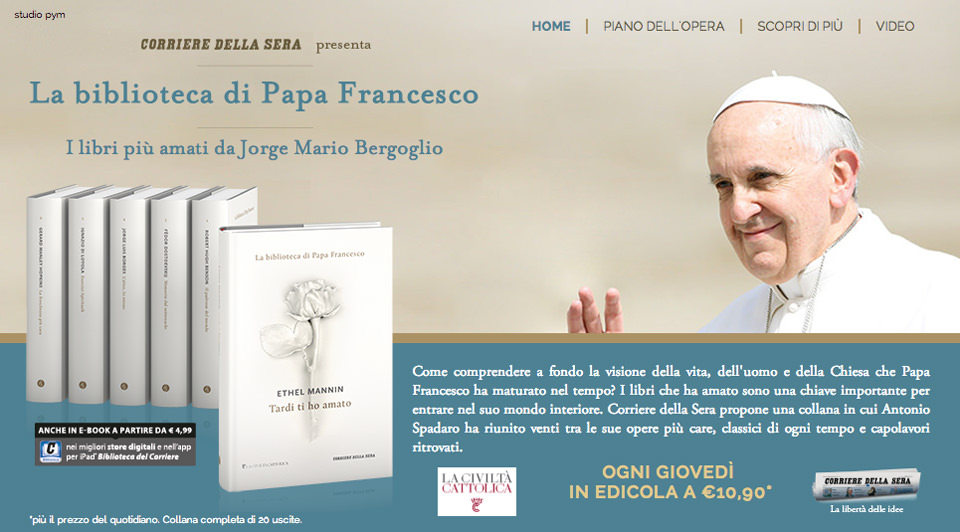 studio pym
HOME | PIANO DELL'OPERA | SCOPRI DI PIÙ | VIDEO
CORRIERE DELLA SERA presenta
La biblioteca di Papa Francesco
I libri più amati da Jorge Mario Bergoglio
GERARD MANLEY HOPKINS
IGNAZIO DI LOYOLA
JORGE LUIS BORGES
FËDOR DOSTOEVSKIJ
ROBERT HUGH BENSON
La biblioteca di Papa Francesco
ETHEL MANNIN
Tardi ti ho amato
LA CIVILTÀ CATTOLICA
CORRIERE DELLA SERA
ANCHE IN E-BOOK A PARTIRE DA € 4,99
nei migliori store digitali e nell'app
per iPad Biblioteca del Corriere
*più il prezzo del quotidiano. Collana completa di 20 uscite.
Come comprendere a fondo la visione della vita, dell'uomo e della Chiesa che Papa
Francesco ha maturato nel tempo? I libri che ha amato sono una chiave importante per
entrare nel suo mondo interiore. Corriere della Sera propone una collana in cui Antonio
Spadaro ha riunito venti tra le sue opere più care, classici di ogni tempo e capolavori
ritrovati.
LA CIVILTÀ
CATTOLICA
OGNI GIOVEDÌ
IN EDICOLA A €10,90*
CORRIERE DELLA SERA
La libertà delle idee